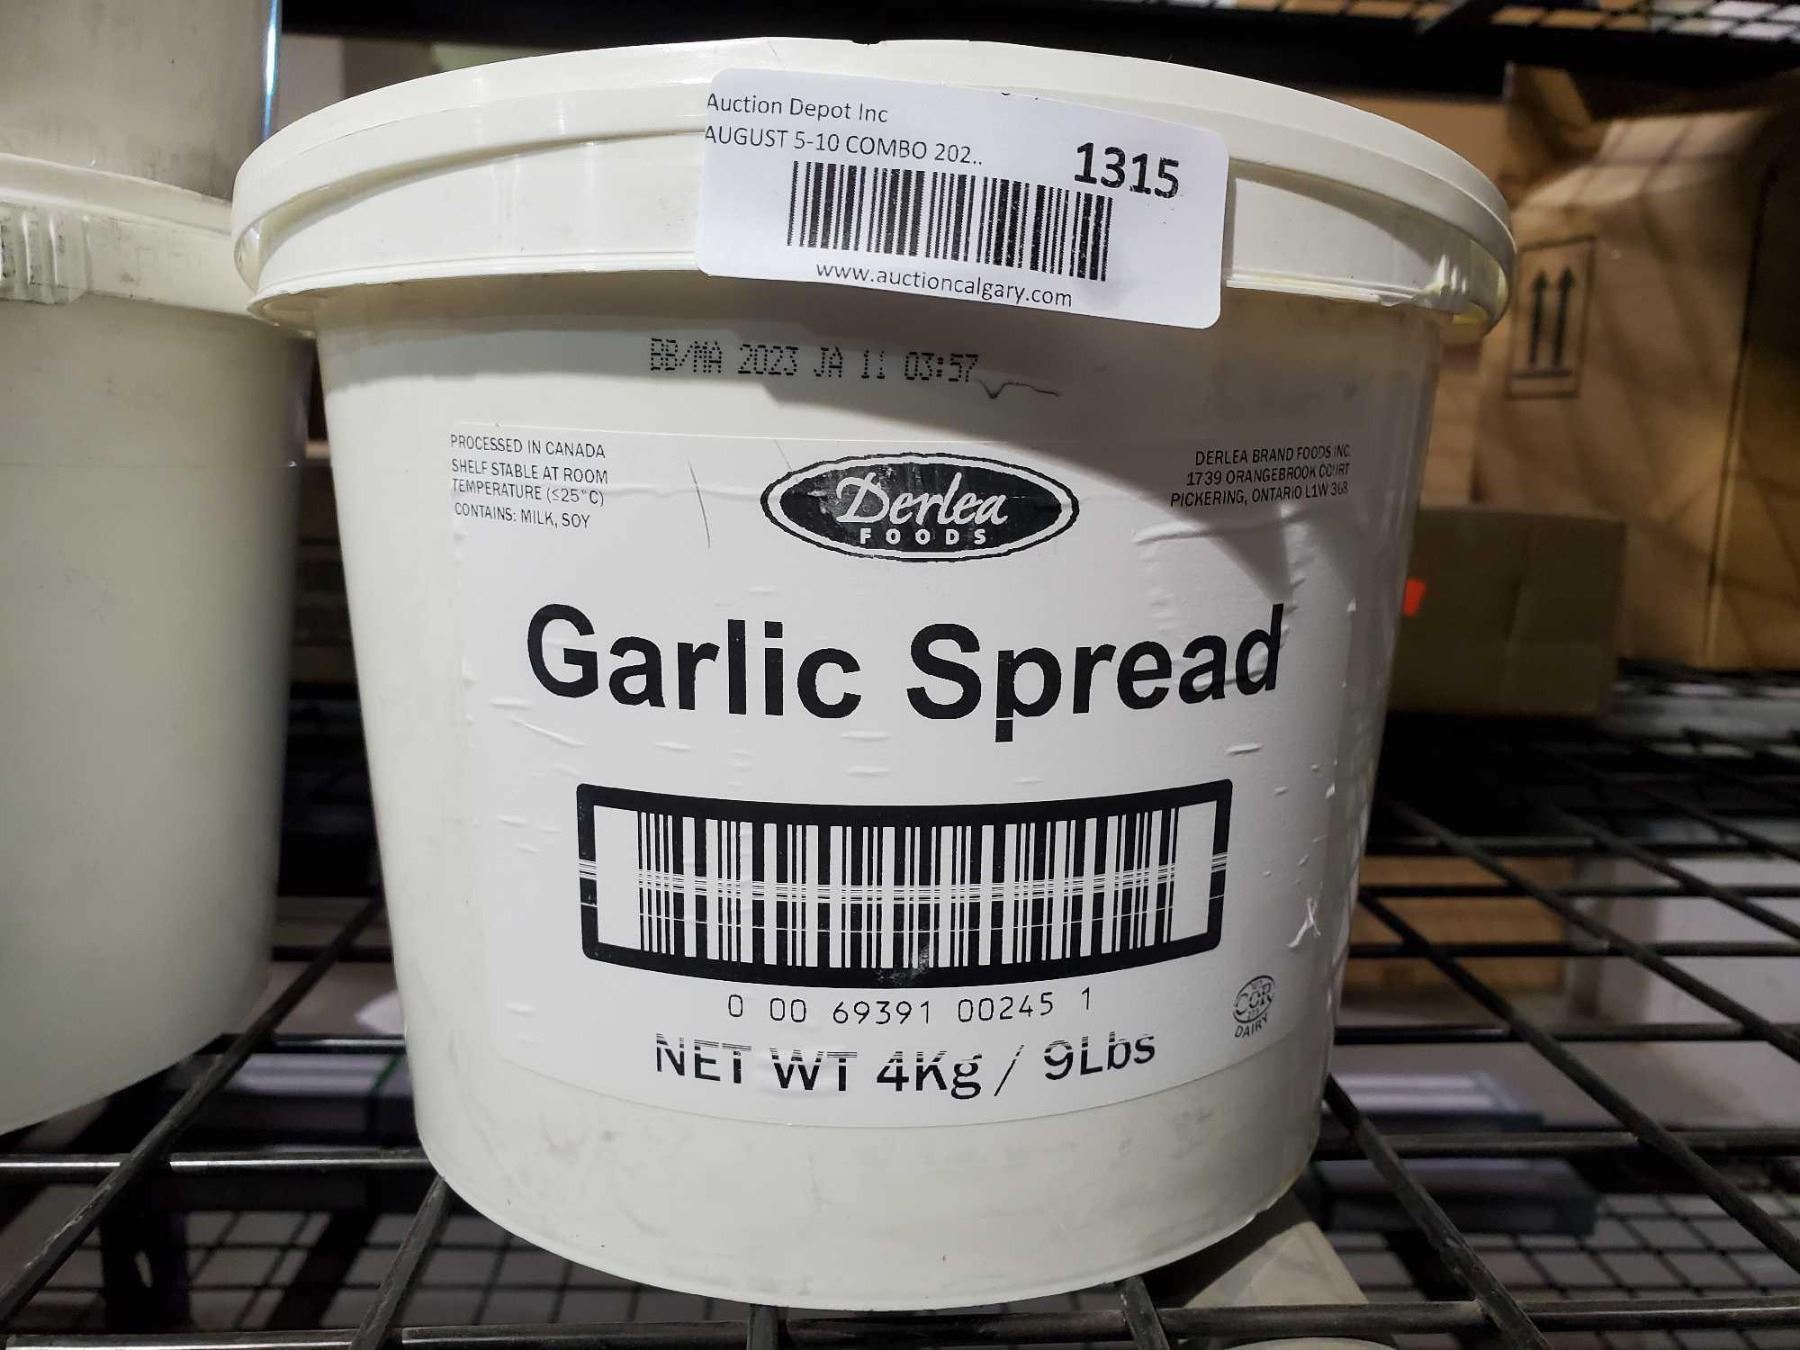 Auction Depot Inc
AUGUST 5-10 COMBO 202..
1315
www.auctioncalgary.com
BB/MA 2023 JA 11 03:57
PROCESSED IN CANADA
SHELF STABLE AT ROOM
TEMPERATURE (≤25°C)
CONTAINS: MILK, SOY
Derlea
FOODS
DERLEA BRAND FOODS INC.
1739 ORANGEBROOK COURT
PICKERING, ONTARIO L1W 3G8
Garlic Spread
0 00 69391 00245 1
NET WT 4Kg / 9Lbs
COR
DAIRY